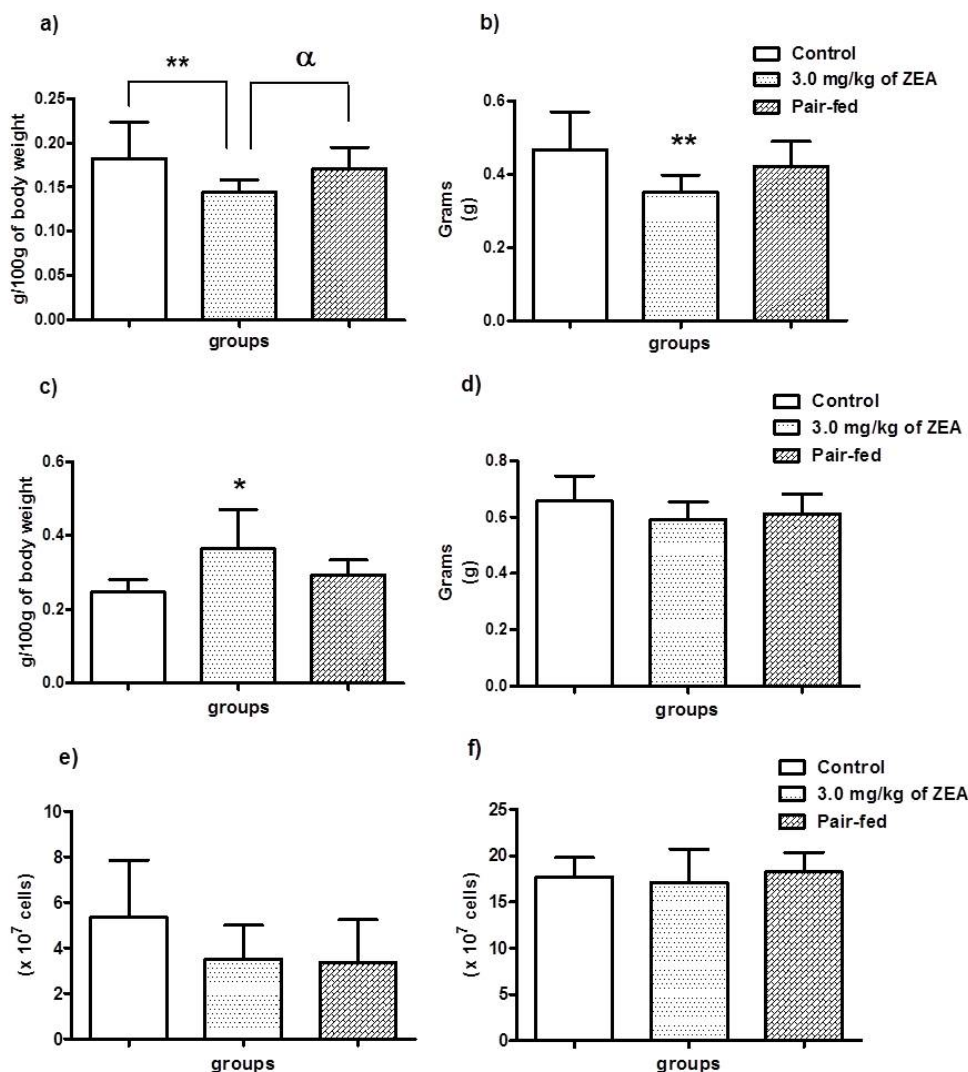 a)
**
α
g/100g of body weight
0.25
0.20
0.15
0.10
0.05
0.00
groups
b)
Control
3.0 mg/kg of ZEA
Pair-fed
**
Grams
(g)
0.6
0.4
0.2
0.0
groups
c)
*
g/100g of body weight
0.6
0.4
0.2
0.0
groups
d)
Control
3.0 mg/kg of ZEA
Pair-fed
Grams
(g)
0.8
0.6
0.4
0.2
0.0
groups
e)
(x 10⁷ cells)
10
8
6
4
2
0
groups
f)
Control
3.0 mg/kg of ZEA
Pair-fed
(x 10⁷ cells)
25
20
15
10
5
0
groups